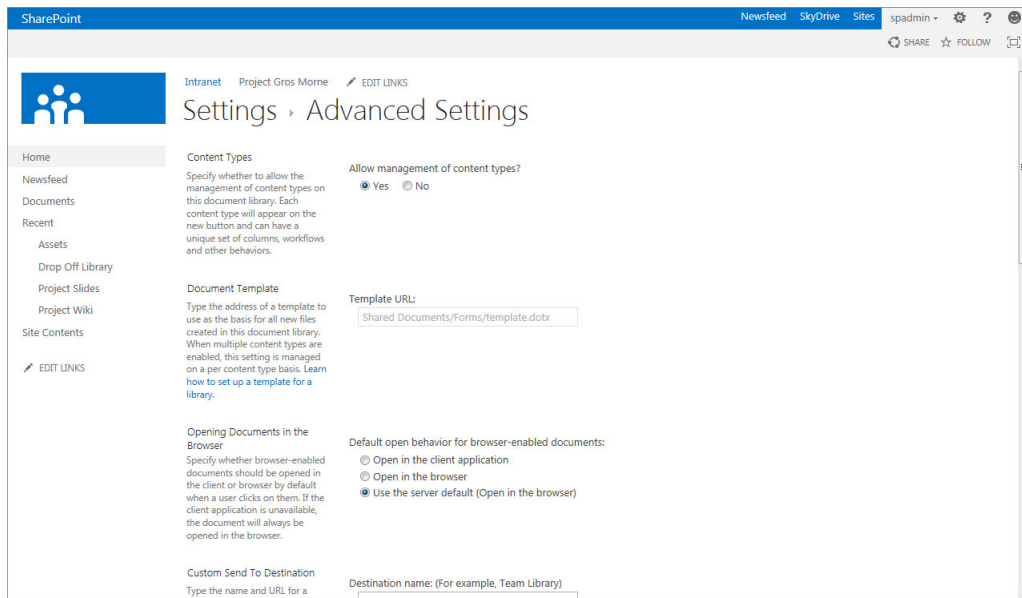 SharePoint
Newsfeed SkyDrive Sites spadmin ?
SHARE FOLLOW
Intranet Project Gros Morne EDIT LINKS
Settings Advanced Settings
Home
Newsfeed
Documents
Recent
Assets
Drop Off Library
Project Slides
Project Wiki
Site Contents
EDIT LINKS
Content Types
Specify whether to allow the
management of content types on
this document library. Each
content type will appear on the
new button and can have a
unique set of columns, workflows
and other behaviors.
Allow management of content types?
Yes No
Document Template
Type the address of a template to
use as the basis for all new files
created in this document library.
When multiple content types are
enabled, this setting is managed
on a per content type basis. Learn
how to set up a template for a
library.
Template URL:
Shared Documents/Forms/template.dotx
Opening Documents in the
Browser
Specify whether browser-enabled
documents should be opened in
the client or browser by default
when a user clicks on them. If the
client application is unavailable,
the document will always be
opened in the browser.
Default open behavior for browser-enabled documents:
Open in the client application
Open in the browser
Use the server default (Open in the browser)
Custom Send To Destination
Type the name and URL for a
Destination name: (For example, Team Library)